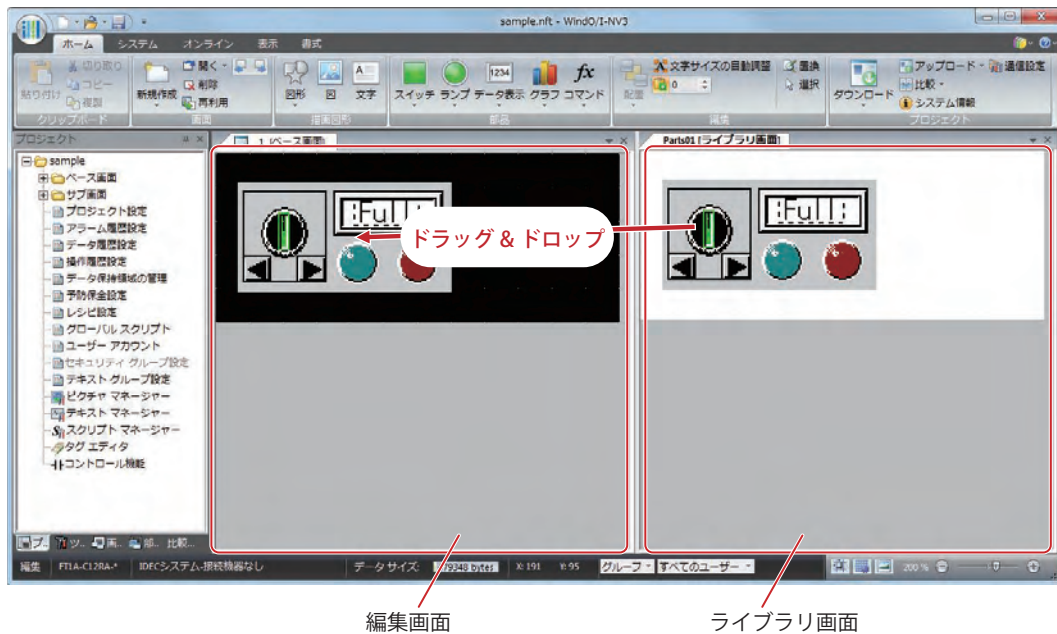 sample.nft - WindO/I-NV3
ホーム システム オンライン 表示 書式
切り取り
コピー
複製
貼り付け
クリップボード
新規作成
開く
削除
再利用
画面
図形 図 文字
描画図形
スイッチ ランプ データ表示 グラフ コマンド
1234
fx
部品
配置
文字サイズの自動調整
0
置換
選択
編集
ダウンロード
アップロード
通信設定
比較
システム情報
プロジェクト
プロジェクト
sample
ベース画面
サブ画面
プロジェクト設定
アラーム履歴設定
データ履歴設定
操作履歴設定
データ保持領域の管理
予防保全設定
レシピ設定
グローバル スクリプト
ユーザー アカウント
セキュリティ グループ設定
テキスト グループ設定
ピクチャ マネージャー
テキスト マネージャー
スクリプト マネージャー
タグ エディタ
コントロール機能
プ.. ツ.. 画.. 部.. 比較...
1 [ベース画面]
Full
ドラッグ & ドロップ
Parts01 [ライブラリ画面]
Full
編集 FT1A-C12RA-* IDECシステム-接続機器なし データ サイズ: 79348 bytes X: 191 Y: 95 グループ すべてのユーザー 200 %
編集画面 ライブラリ画面